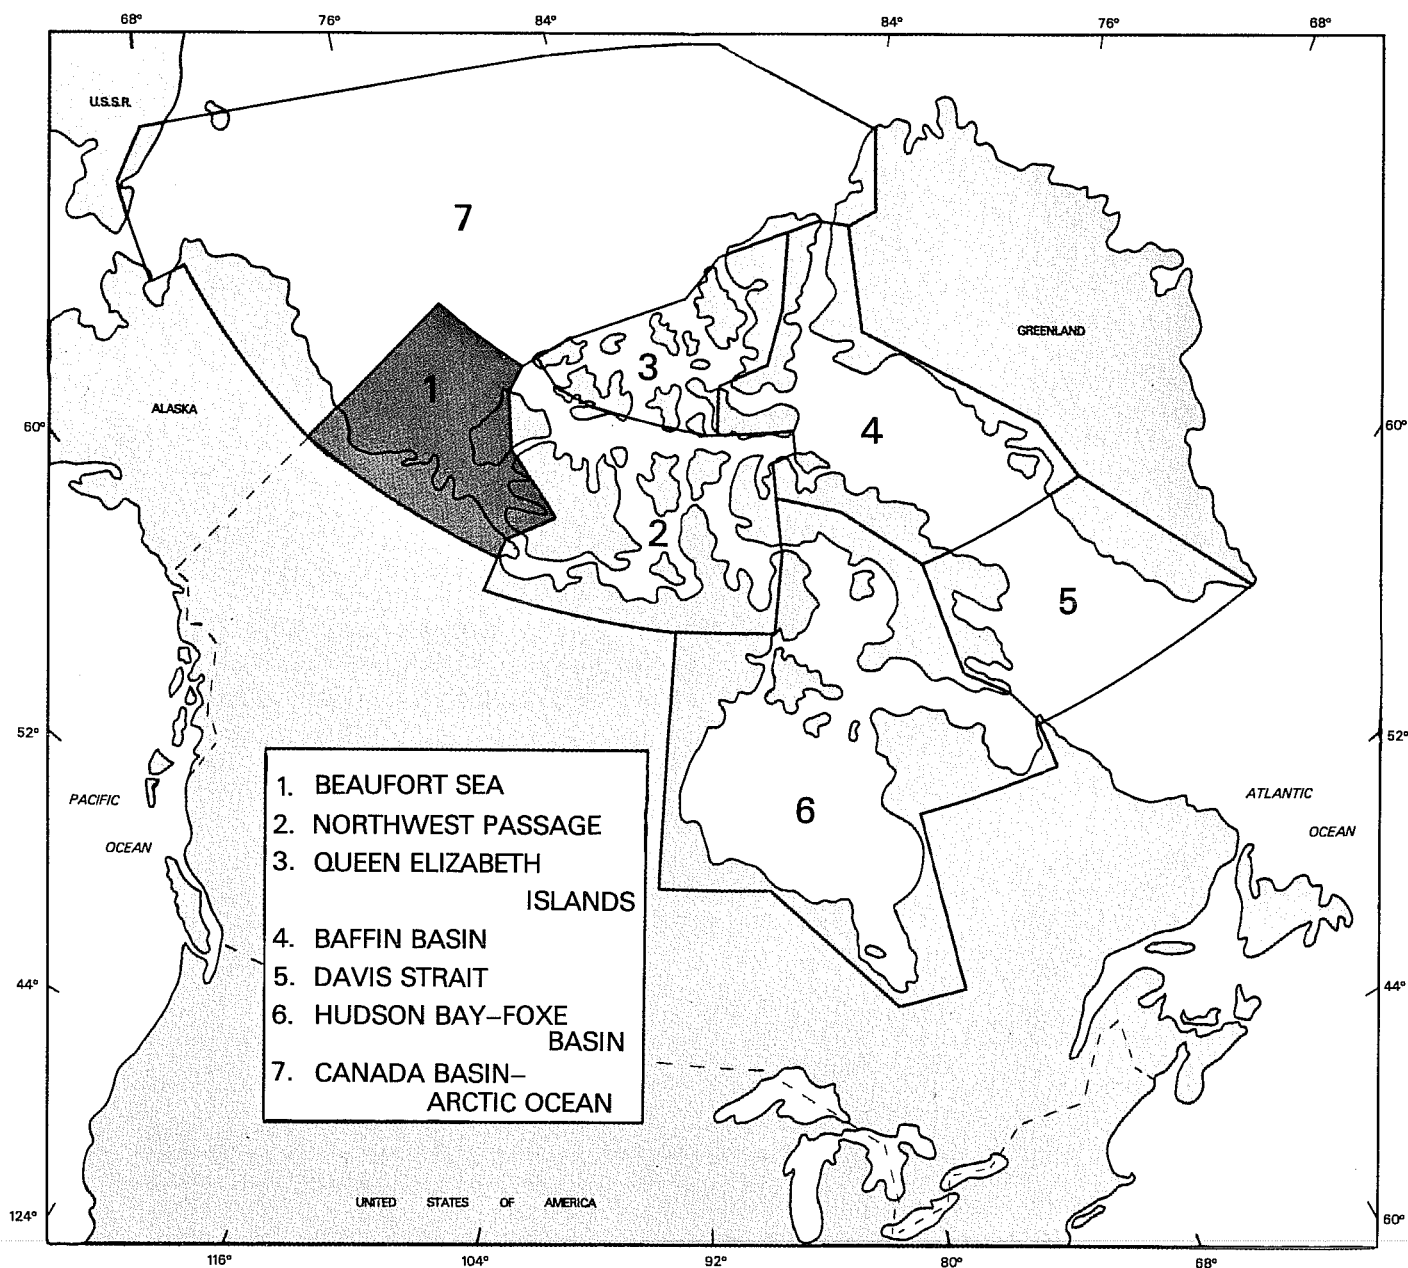 68° 76° 84° 84° 76° 68°
U.S.S.R.
7
GREENLAND
3
1
ALASKA
60° 4 60°
2
5
52° 52°
1. BEAUFORT SEA
PACIFIC
OCEAN
2. NORTHWEST PASSAGE
3. QUEEN ELIZABETH
ISLANDS
4. BAFFIN BASIN
5. DAVIS STRAIT
6. HUDSON BAY–FOXE
BASIN
7. CANADA BASIN–
ARCTIC OCEAN
6
ATLANTIC
OCEAN
44° 44°
UNITED STATES OF AMERICA
124° 60°
116° 104° 92° 80° 68°